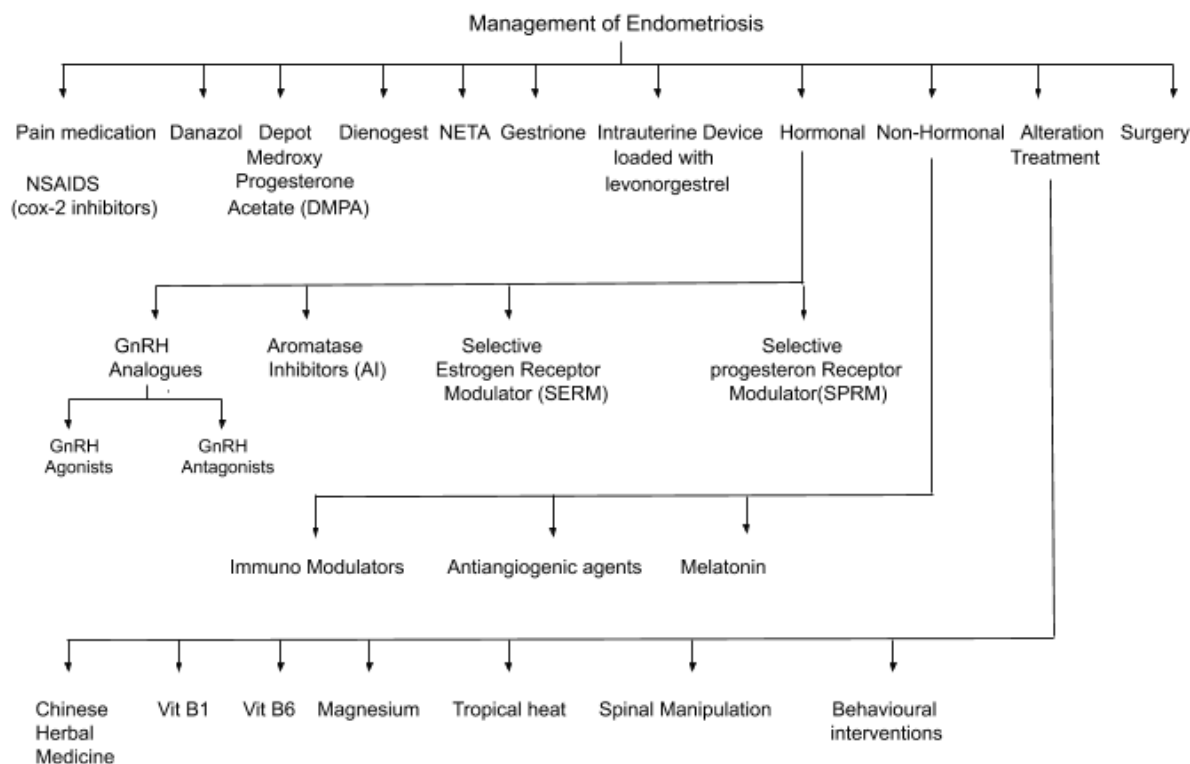 Management of Endometriosis
Pain medication
NSAIDS
(cox-2 inhibitors)
Danazol
Depot
Medroxy
Progesterone
Acetate (DMPA)
Dienogest
NETA
Gestrione
Intrauterine Device
loaded with
levonorgestrel
Hormonal
Non-Hormonal
Alteration
Treatment
Surgery
GnRH
Analogues
Aromatase
Inhibitors (AI)
Selective
Estrogen Receptor
Modulator (SERM)
Selective
progesteron Receptor
Modulator(SPRM)
GnRH
Agonists
GnRH
Antagonists
Immuno Modulators
Antiangiogenic agents
Melatonin
Chinese
Herbal
Medicine
Vit B1
Vit B6
Magnesium
Tropical heat
Spinal Manipulation
Behavioural
interventions